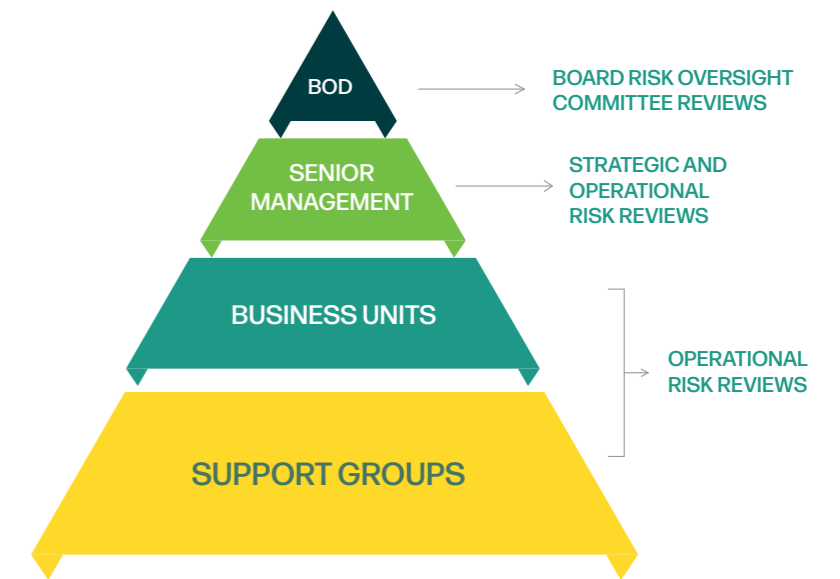 BOD
BOARD RISK OVERSIGHT
COMMITTEE REVIEWS
SENIOR
MANAGEMENT
STRATEGIC AND
OPERATIONAL
RISK REVIEWS
BUSINESS UNITS
OPERATIONAL
RISK REVIEWS
SUPPORT GROUPS